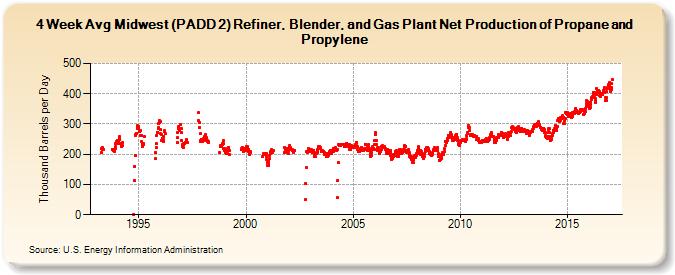 4 Week Avg Midwest (PADD 2) Refiner, Blender, and Gas Plant Net Production of Propane and
Propylene
Thousand Barrels per Day
500
400
300
200
100
0
1995
2000
2005
2010
2015
Source: U.S. Energy Information Administration